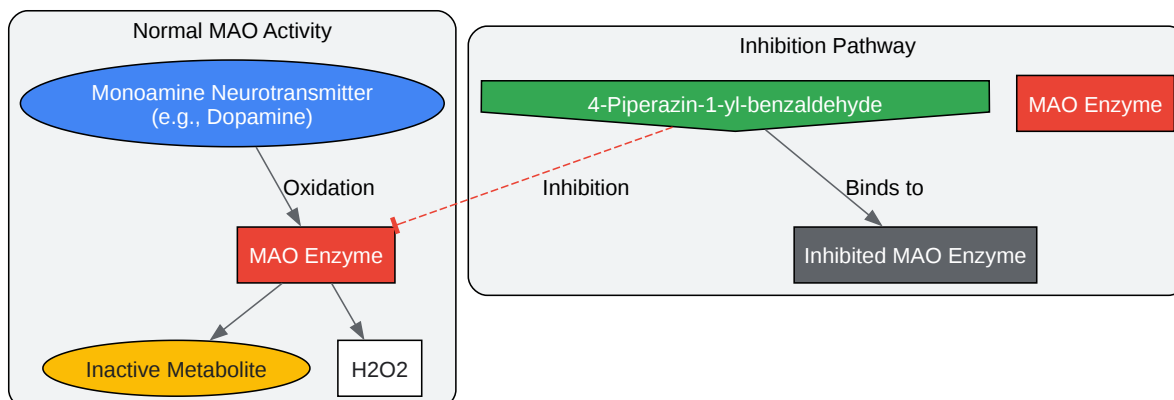 Normal MAO Activity
Monoamine Neurotransmitter
(e.g., Dopamine)
Oxidation
MAO Enzyme
Inactive Metabolite
H2O2
Inhibition Pathway
4-Piperazin-1-yl-benzaldehyde
MAO Enzyme
Inhibition
Binds to
Inhibited MAO Enzyme